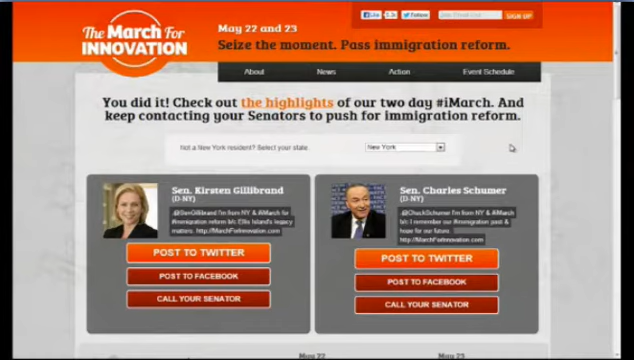 The March For
INNOVATION
May 22 and 23
Seize the moment. Pass immigration reform.
Like
Follow
Join Email List
SIGN UP
About
News
Action
Event Schedule
You did it! Check out the highlights of our two day #iMarch. And
keep contacting your Senators to push for immigration reform.
Not a New York resident? Select your state.
New York
Sen. Kirsten Gillibrand
(D-NY)
.@SenGillibrand I'm from NY & #iMarch for
#immigration reform b/c Ellis Island's legacy
matters. http://MarchForInnovation.com
POST TO TWITTER
POST TO FACEBOOK
CALL YOUR SENATOR
Sen. Charles Schumer
(D-NY)
.@ChuckSchumer I'm from NY & #iMarch
b/c I remember our #immigration past &
hope for our future.
http://MarchForInnovation.com
POST TO TWITTER
POST TO FACEBOOK
CALL YOUR SENATOR
May 22
May 23